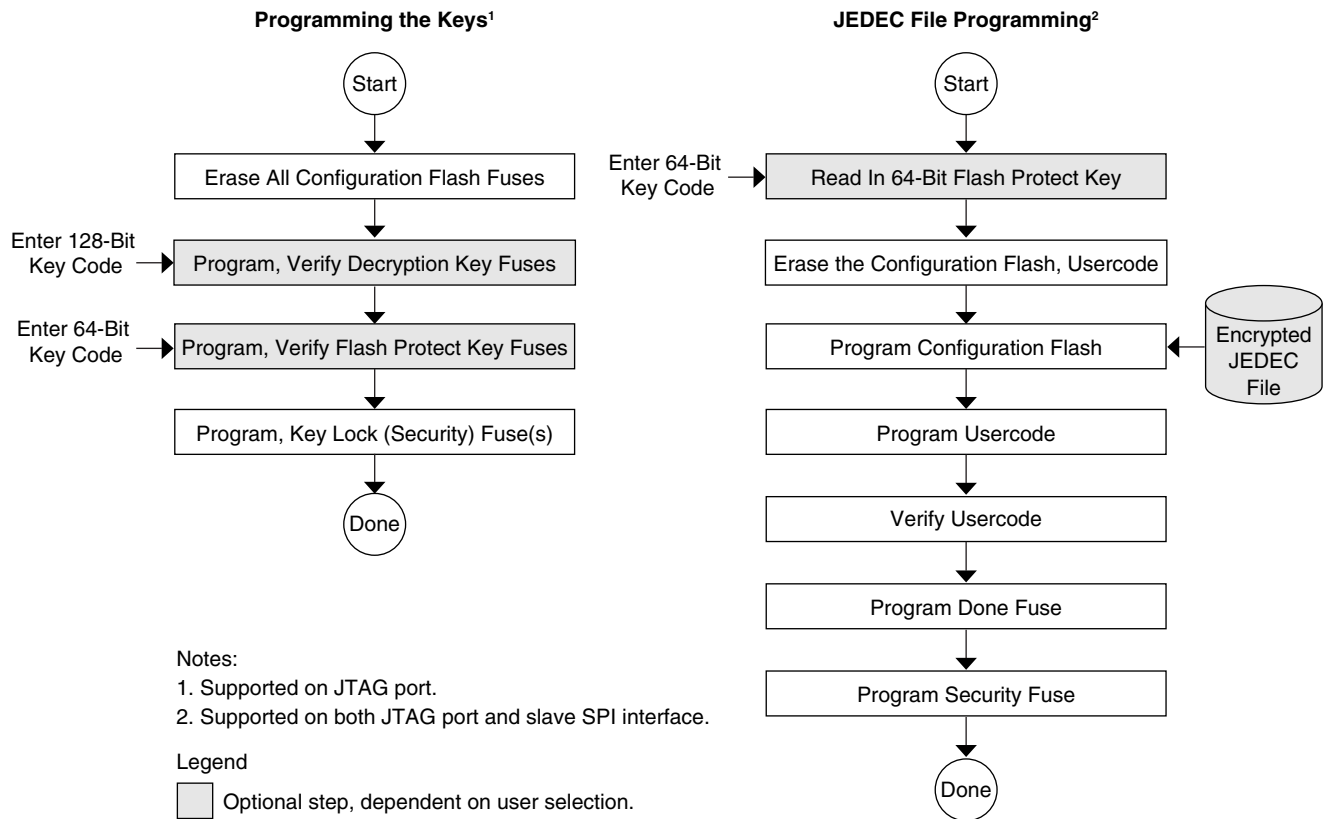 Programming the Keys¹
Start
Erase All Configuration Flash Fuses
Enter 128-Bit
Key Code
Program, Verify Decryption Key Fuses
Enter 64-Bit
Key Code
Program, Verify Flash Protect Key Fuses
Program, Key Lock (Security) Fuse(s)
Done
JEDEC File Programming²
Start
Enter 64-Bit
Key Code
Read In 64-Bit Flash Protect Key
Erase the Configuration Flash, Usercode
Program Configuration Flash
Encrypted
JEDEC
File
Program Usercode
Verify Usercode
Program Done Fuse
Program Security Fuse
Done
Notes:
1. Supported on JTAG port.
2. Supported on both JTAG port and slave SPI interface.
Legend
Optional step, dependent on user selection.